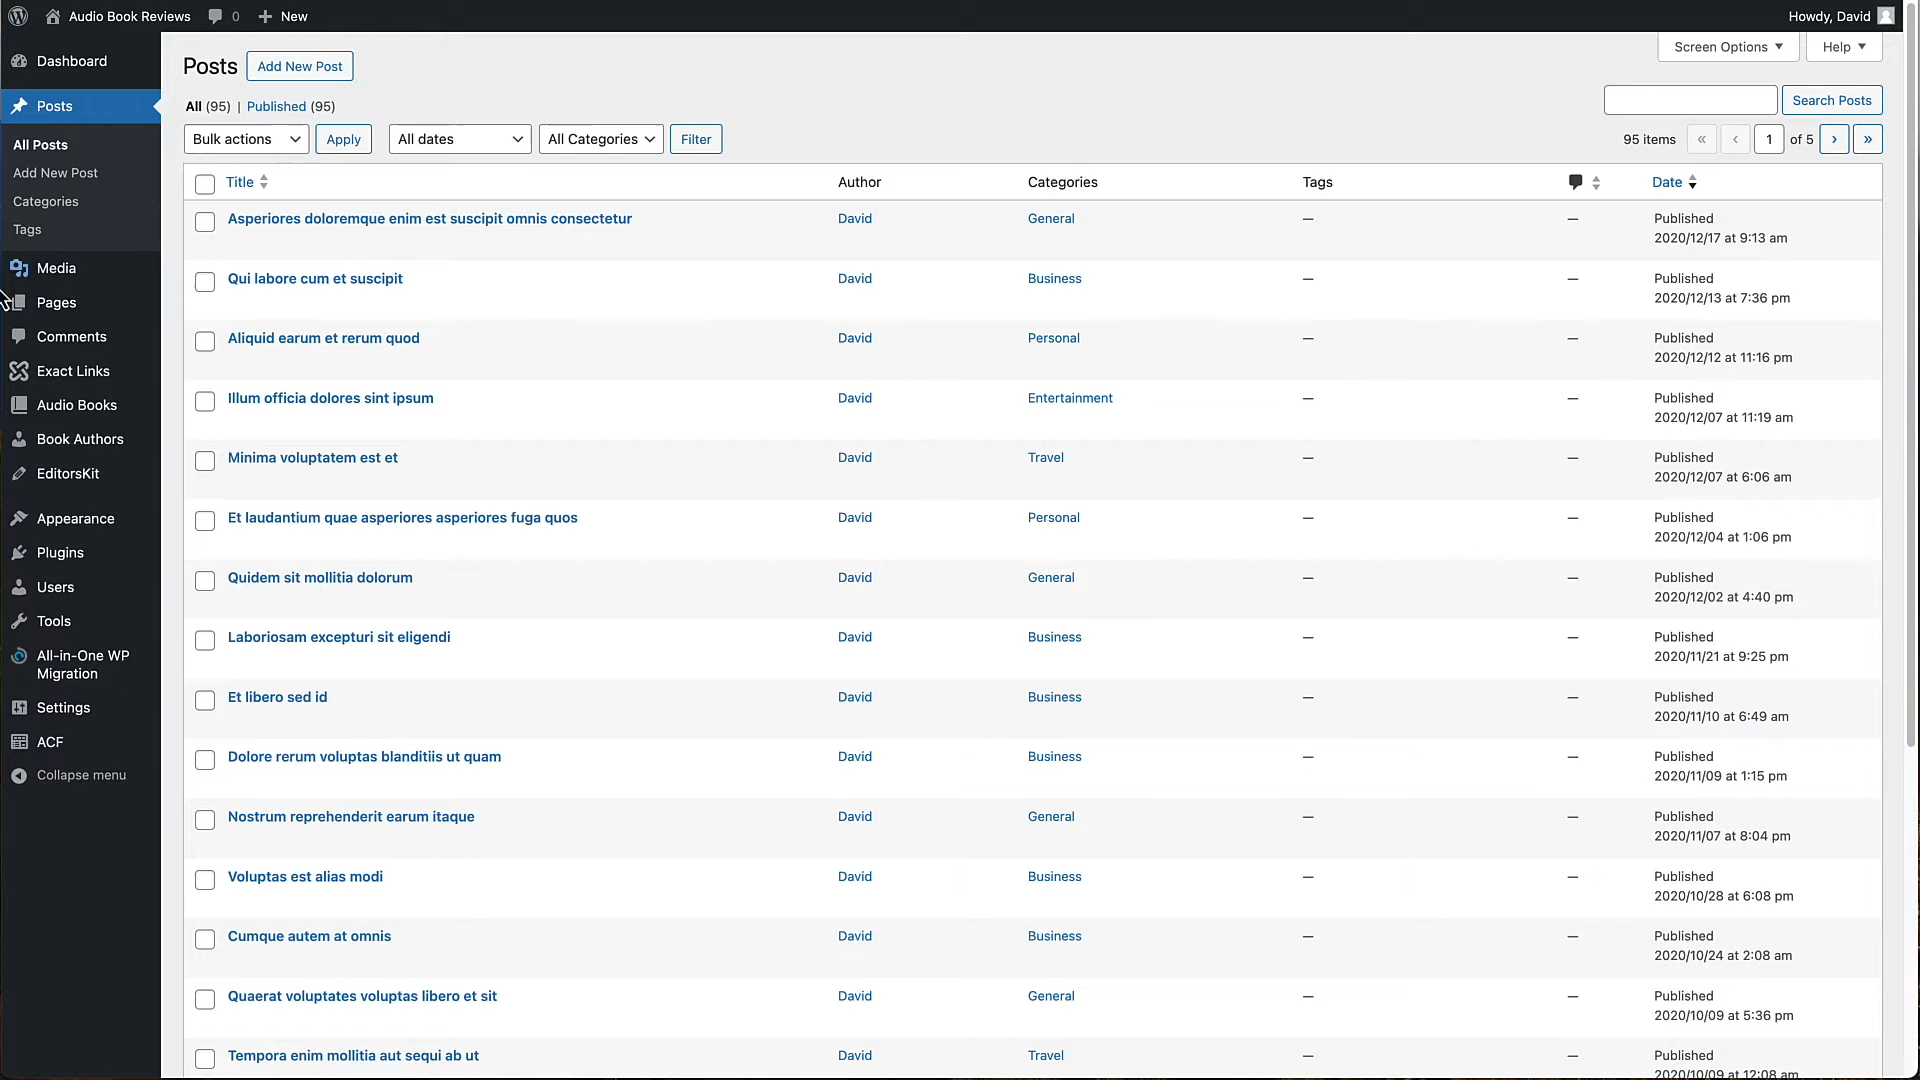 Audio Book Reviews 0 New Howdy, David
Dashboard
Posts
All Posts
Add New Post
Categories
Tags
Media
Pages
Comments
Exact Links
Audio Books
Book Authors
EditorsKit
Appearance
Plugins
Users
Tools
All-in-One WP
Migration
Settings
ACF
Collapse menu
Screen Options Help
Posts Add New Post
All (95) | Published (95)
Search Posts
Bulk actions Apply All dates All Categories Filter 95 items « ‹ 1 of 5 › »
Title Author Categories Tags Date
Asperiores doloremque enim est suscipit omnis consectetur David General — — Published
2020/12/17 at 9:13 am
Qui labore cum et suscipit David Business — — Published
2020/12/13 at 7:36 pm
Aliquid earum et rerum quod David Personal — — Published
2020/12/12 at 11:16 pm
Illum officia dolores sint ipsum David Entertainment — — Published
2020/12/07 at 11:19 am
Minima voluptatem est et David Travel — — Published
2020/12/07 at 6:06 am
Et laudantium quae asperiores asperiores fuga quos David Personal — — Published
2020/12/04 at 1:06 pm
Quidem sit mollitia dolorum David General — — Published
2020/12/02 at 4:40 pm
Laboriosam excepturi sit eligendi David Business — — Published
2020/11/21 at 9:25 pm
Et libero sed id David Business — — Published
2020/11/10 at 6:49 am
Dolore rerum voluptas blanditiis ut quam David Business — — Published
2020/11/09 at 1:15 pm
Nostrum reprehenderit earum itaque David General — — Published
2020/11/07 at 8:04 pm
Voluptas est alias modi David Business — — Published
2020/10/28 at 6:08 pm
Cumque autem at omnis David Business — — Published
2020/10/24 at 2:08 am
Quaerat voluptates voluptas libero et sit David General — — Published
2020/10/09 at 5:36 pm
Tempora enim mollitia aut sequi ab ut David Travel — — Published
2020/10/09 at 12:08 am